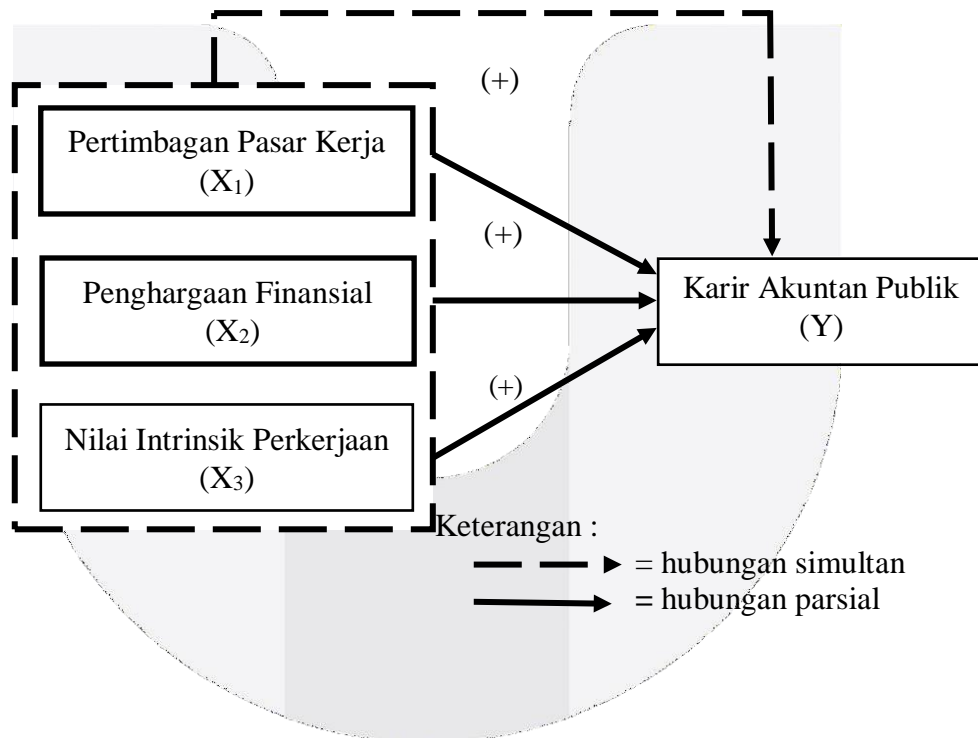 (+)
Pertimbagan Pasar Kerja
(X₁)
(+)
Penghargaan Finansial
(X₂)
Karir Akuntan Publik
(Y)
(+)
Nilai Intrinsik Perkerjaan
(X₃)
Keterangan :
= hubungan simultan
= hubungan parsial